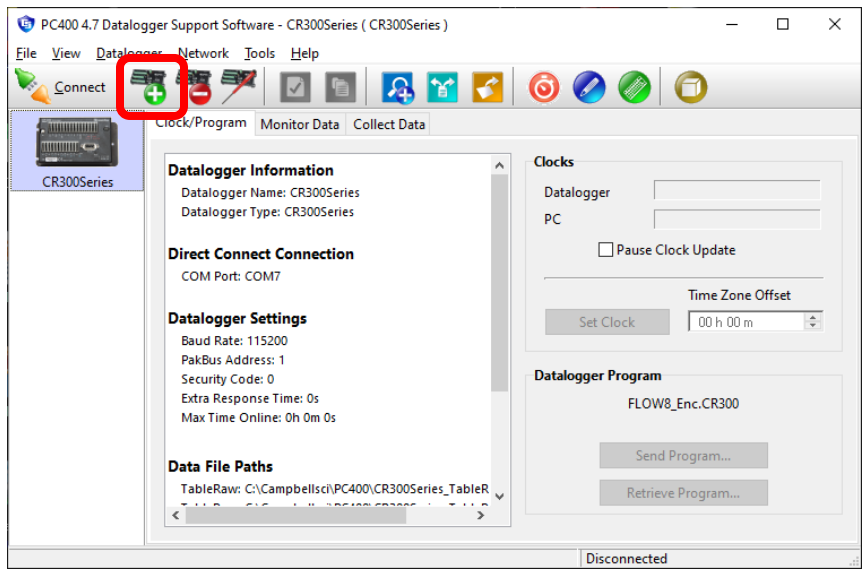 PC400 4.7 Datalogger Support Software - CR300Series ( CR300Series )
File View Datalogger Network Tools Help
Connect
CR300Series
Clock/Program Monitor Data Collect Data
Datalogger Information
Datalogger Name: CR300Series
Datalogger Type: CR300Series
Direct Connect Connection
COM Port: COM7
Datalogger Settings
Baud Rate: 115200
PakBus Address: 1
Security Code: 0
Extra Response Time: 0s
Max Time Online: 0h 0m 0s
Data File Paths
TableRaw: C:\Campbellsci\PC400\CR300Series_TableR
Clocks
Datalogger
PC
Pause Clock Update
Time Zone Offset
Set Clock 00 h 00 m
Datalogger Program
FLOW8_Enc.CR300
Send Program...
Retrieve Program...
Disconnected